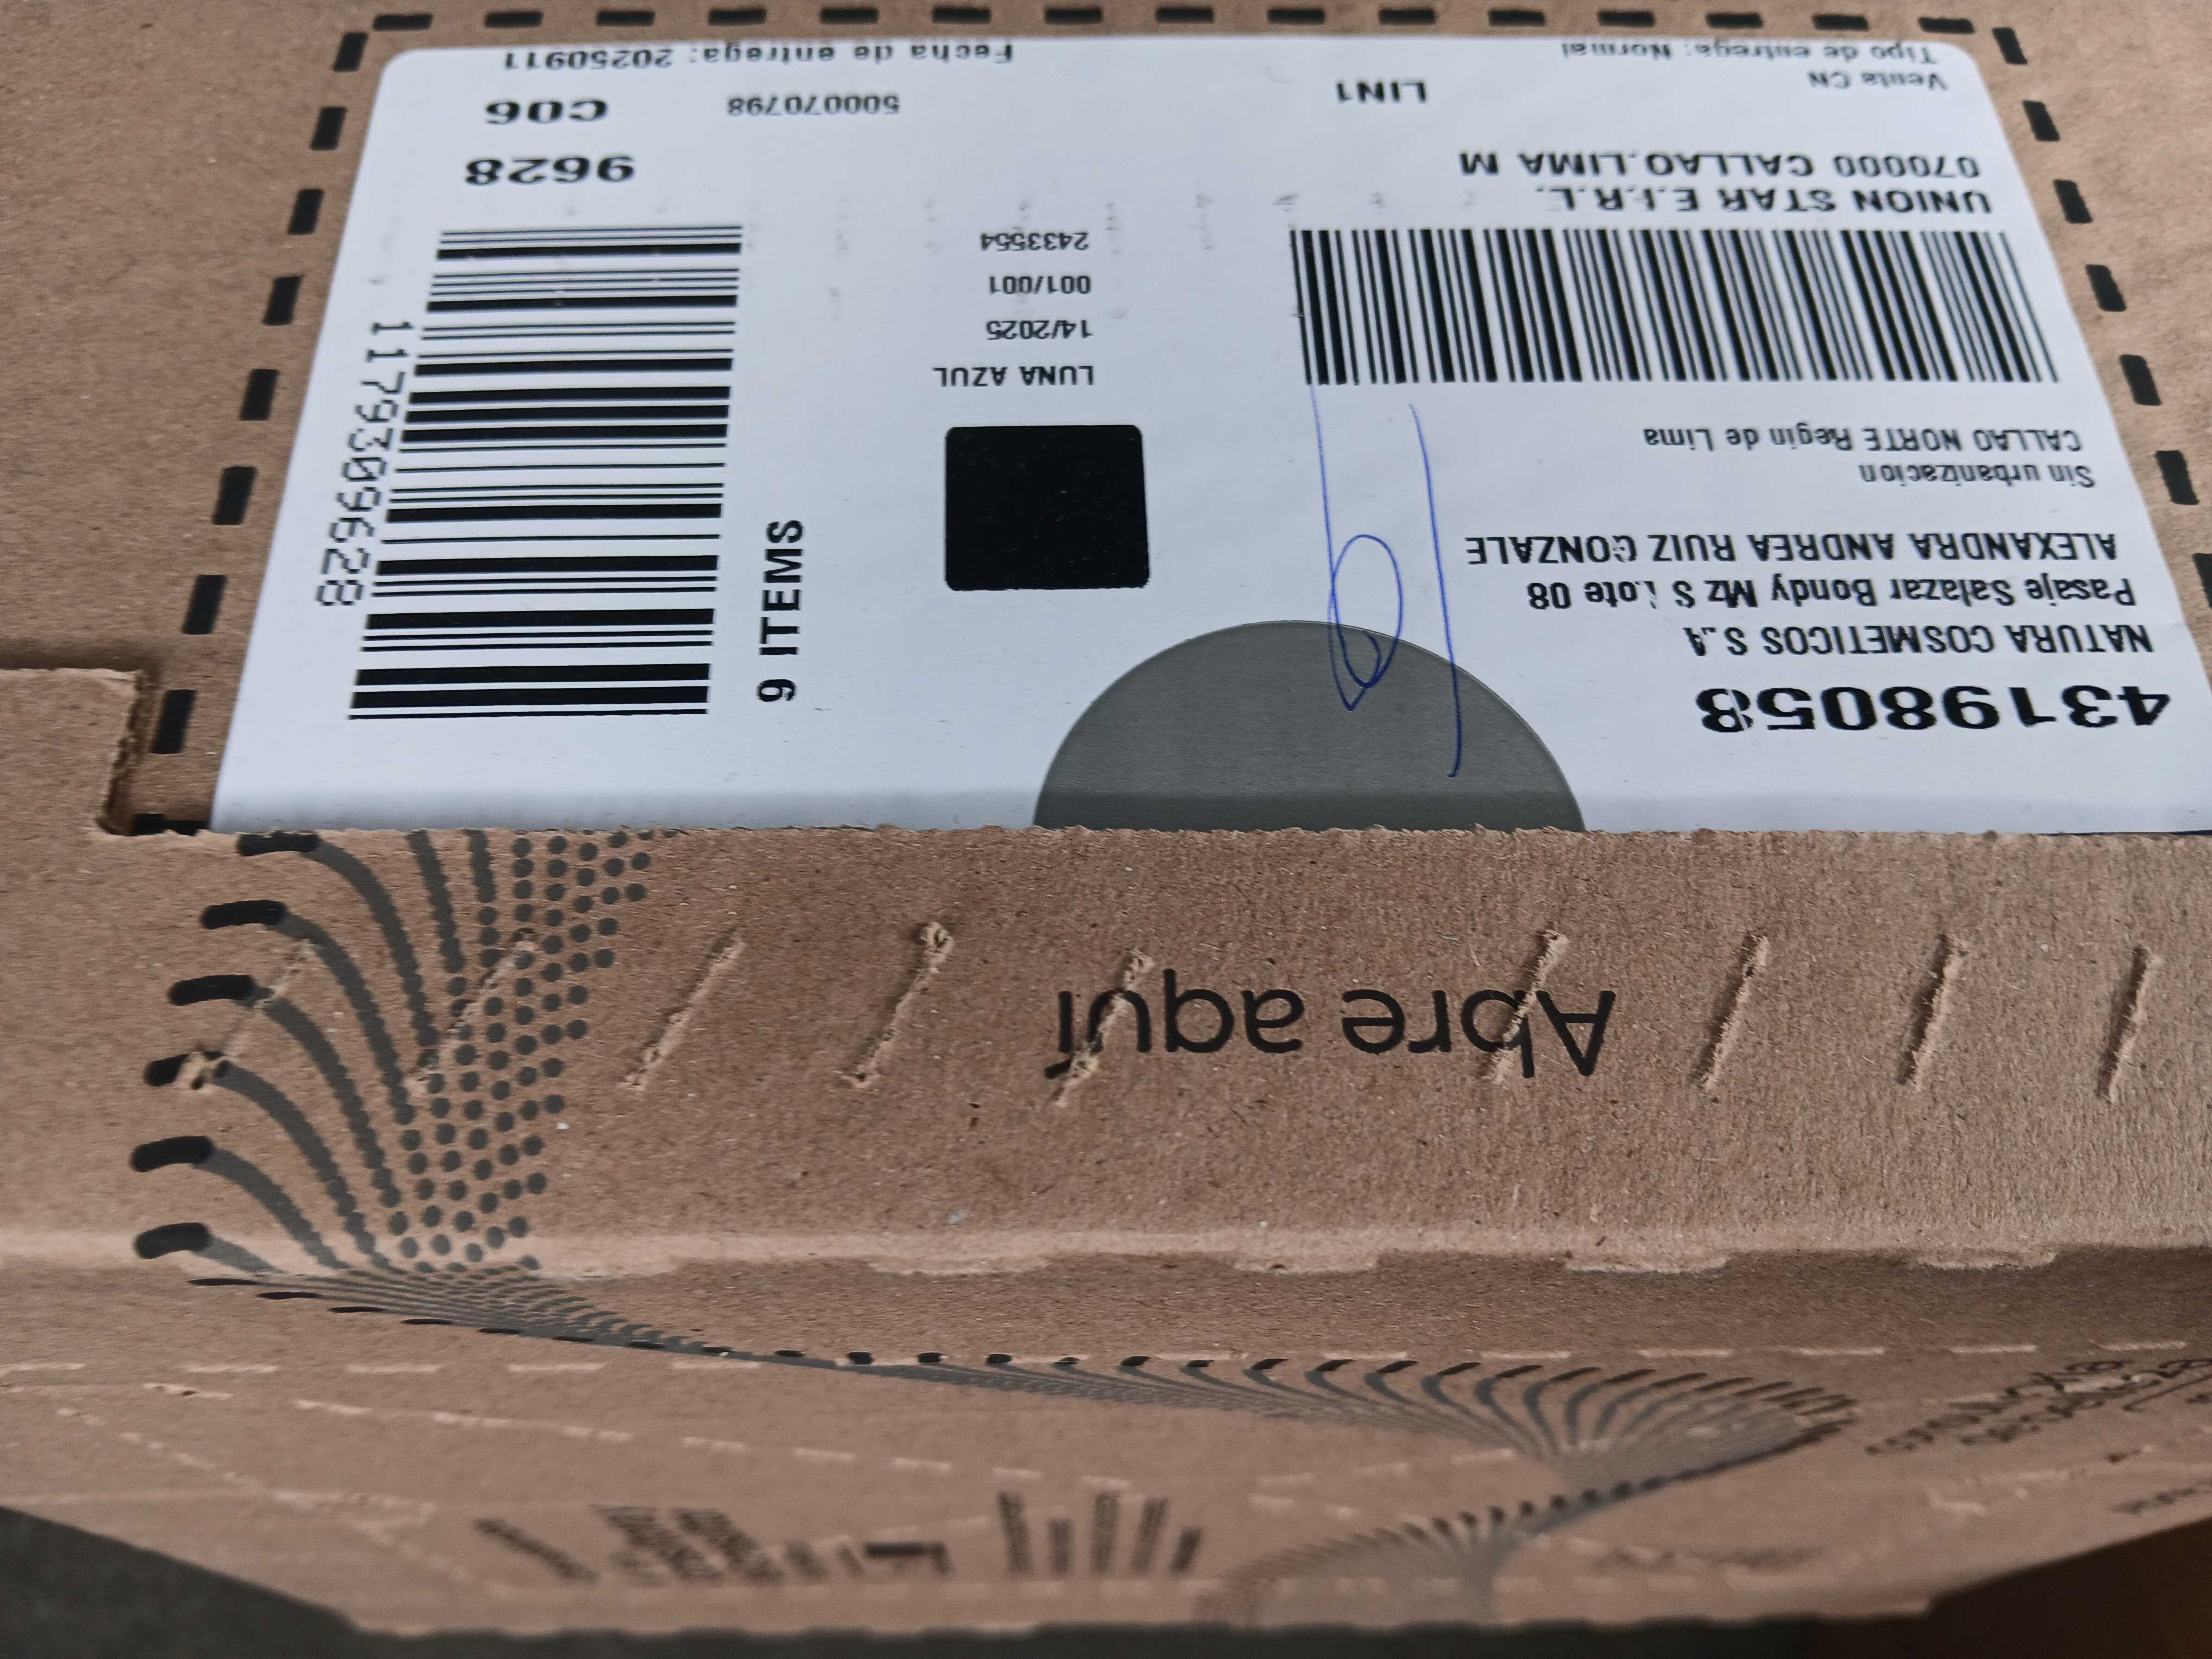 43198058
NATURA COSMETICOS S.A
Pasaje Salazar Bondy Mz S Lote 08
ALEXANDRA ANDREA RUIZ GONZALE
Sin urbanizacion
CALLAO NORTE Regin de Lima
UNION STAR E.I.R.L.
070000 CALLAO.LIMA M
Venta CN
LIN1
Tipo de entrega: Normal
LUNA AZUL
14/2025
001/001
2433554
9 ITEMS
1179309628
9628
500070798
C06
Fecha de entrega: 20250911
Abre aquí